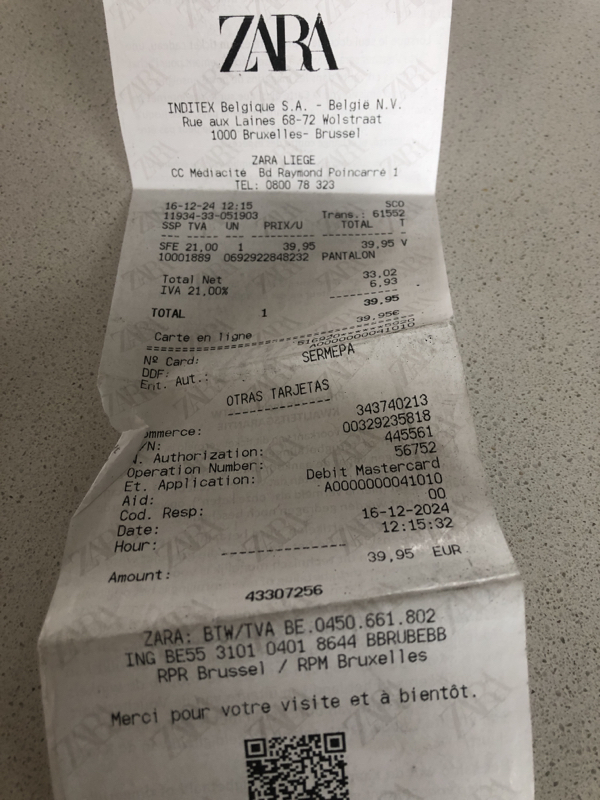 ZARA
INDITEX Belgique S.A. - Belgie N.V.
Rue aux Laines 68-72 Wolstraat
1000 Bruxelles- Brussel
ZARA LIEGE
CC Médiacité Bd Raymond Poincarré 1
TEL: 0800 78 323
16-12-24 12:15 SCO
11934-33-051903 Trans.: 61552
SSP TVA UN PRIX/U TOTAL T
SFE 21,00 1 39,95 39,95 V
10001889 0692922848232 PANTALON
Total Net 33.02
IVA 21,00% 6.93
39.95
TOTAL 1 39.95€
Carte en ligne
Nº Card:
DDF: A0000000041010
Ent. Aut.: SERMEPA
OTRAS TARJETAS
ommerce: 343740213
/N: 00329235818
. Authorization: 445561
Operation Number: 56752
Et. Application: Debit Mastercard
Aid: A0000000041010
Cod. Resp: 00
Date: 16-12-2024
Hour: 12:15:32
Amount: 39,95 EUR
43307256
ZARA: BTW/TVA BE.0450.661.802
ING BE55 3101 0401 8644 BBRUBEBB
RPR Brussel / RPM Bruxelles
Merci pour votre visite et à bientôt.